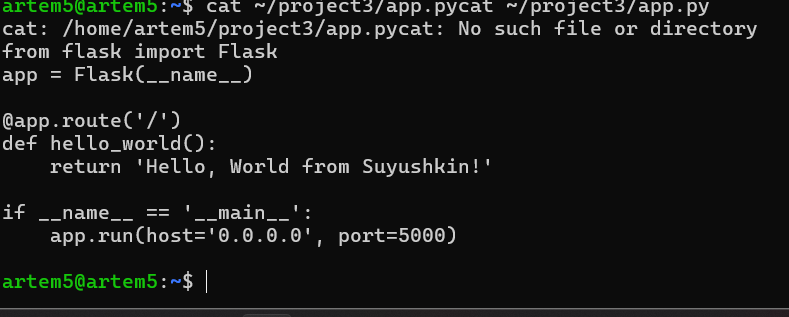 artem5@artem5:~$ cat ~/project3/app.pycat ~/project3/app.py
cat: /home/artem5/project3/app.pycat: No such file or directory
from flask import Flask
app = Flask(__name__)

@app.route('/')
def hello_world():
    return 'Hello, World from Suyushkin!'

if __name__ == '__main__':
    app.run(host='0.0.0.0', port=5000)

artem5@artem5:~$